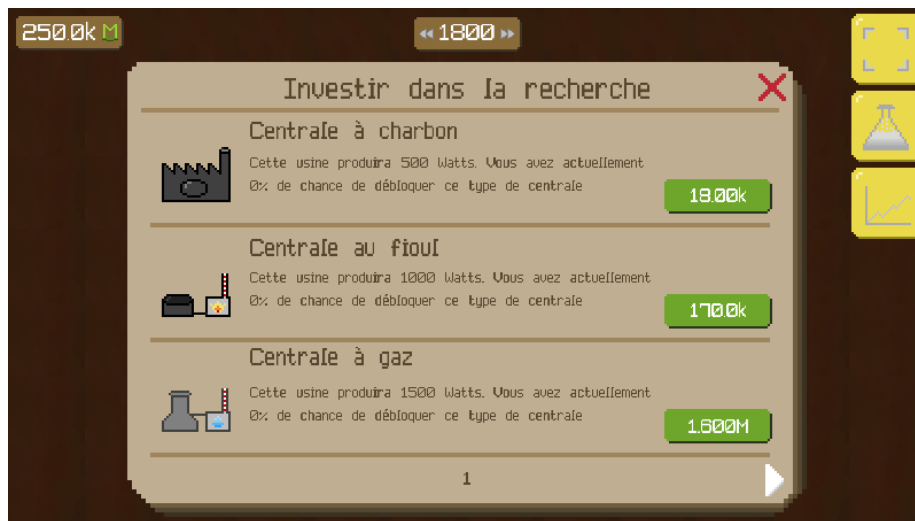 250.0k M
«1800»
Investir dans la recherche
Centrale à charbon
Cette usine produira 500 Watts. Vous avez actuellement
0% de chance de débloquer ce type de centrale
18.00k
Centrale au fioul
Cette usine produira 1000 Watts. Vous avez actuellement
0% de chance de débloquer ce type de centrale
170.0k
Centrale à gaz
Cette usine produira 1500 Watts. Vous avez actuellement
0% de chance de débloquer ce type de centrale
1.600M
1